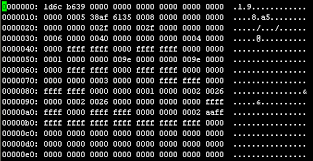 0000000: 1d6c b639 0000 0000 0000 0000 0000 0000  .l.9............
0000010: 0000 0005 38af 6135 0008 0000 0000 0000  ....8.a5........
0000020: 0000 0000 002f 0000 002f 0000 0000 0000  ...../.../......
0000030: 0006 0000 0040 0000 0000 0000 0004 0000  .....@..........
0000040: 0000 ffff ffff 0000 ffff ffff 0000 0000  ................
0000050: 0001 0000 0000 009e 0000 0000 009e 0000  ................
0000060: 0000 0000 0000 0000 0000 ffff ffff 0000  ................
0000070: 0000 0000 0003 0000 0000 0000 ffff ffff  ................
0000080: ffff ffff 0000 0000 0001 0000 0002 0026  ...............&
0000090: 0000 0002 0026 0000 0000 0000 0000 ffff  .....&..........
00000a0: ffff ffff 0000 0000 0000 0000 0002 aaff  ................
00000b0: ffff ffff ffff ffff ffff ffff ffff ffff  ................
00000c0: 0000 0000 0000 0000 0000 0000 0000 0000  ................
00000d0: 0000 0000 0000 0000 0000 0000 0000 0000  ................
00000e0: 0000 0000 0000 0000 0000 0000 0000 0000  ................